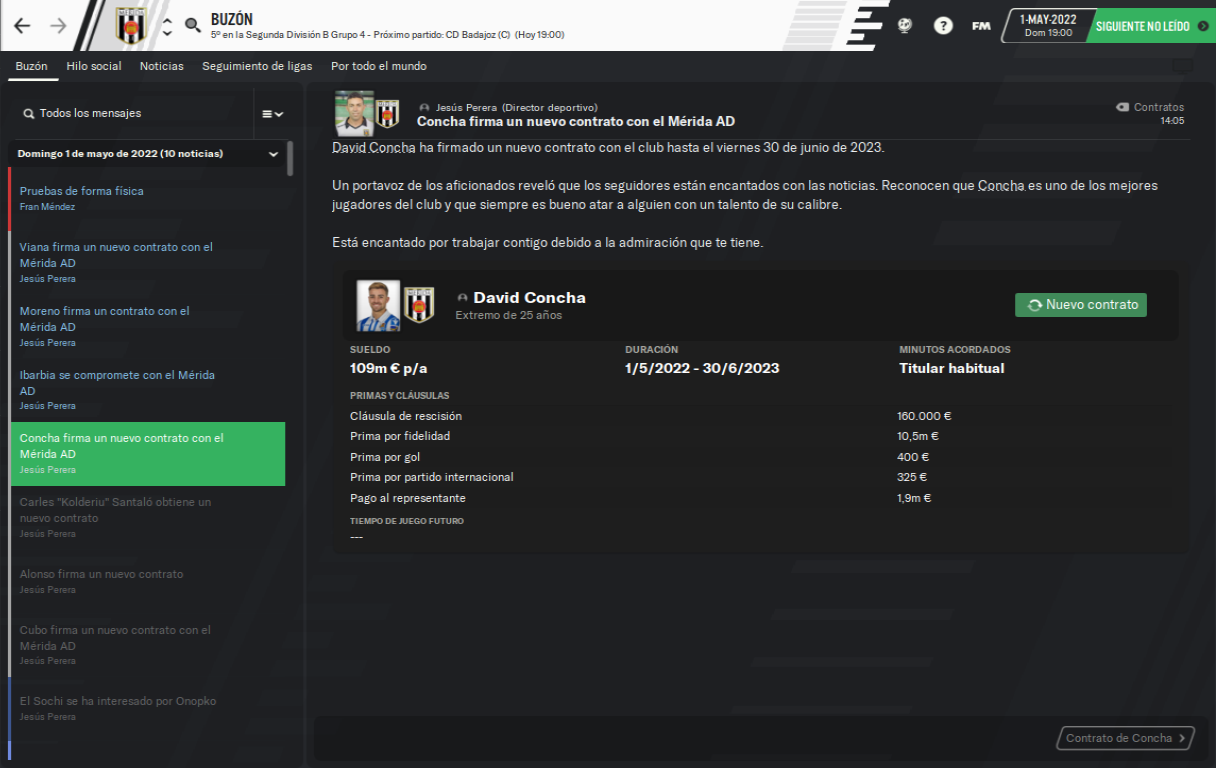 BUZÓN
5º en la Segunda División B Grupo 4 - Próximo partido: CD Badajoz (C)  (Hoy 19:00)
?
FM
1-MAY-2022
Dom 19:00
SIGUIENTE NO LEÍDO
Buzón
Hilo social
Noticias
Seguimiento de ligas
Por todo el mundo
Todos los mensajes
Domingo 1 de mayo de 2022 (10 noticias)
Pruebas de forma física
Fran Méndez
Viana firma un nuevo contrato con el
Mérida AD
Jesús Perera
Moreno firma un contrato con el
Mérida AD
Jesús Perera
Ibarbia se compromete con el Mérida
AD
Jesús Perera
Concha firma un nuevo contrato con el
Mérida AD
Jesús Perera
Carles "Kolderiu" Santaló obtiene un
nuevo contrato
Jesús Perera
Alonso firma un nuevo contrato
Jesús Perera
Cubo firma un nuevo contrato con el
Mérida AD
Jesús Perera
El Sochi se ha interesado por Onopko
Jesús Perera
Jesús Perera  (Director deportivo)
Concha firma un nuevo contrato con el Mérida AD
Contratos
14:05
David Concha ha firmado un nuevo contrato con el club hasta el viernes 30 de junio de 2023.
Un portavoz de los aficionados reveló que los seguidores están encantados con las noticias. Reconocen que Concha es uno de los mejores
jugadores del club y que siempre es bueno atar a alguien con un talento de su calibre.
Está encantado por trabajar contigo debido a la admiración que te tiene.
David Concha
Extremo de 25 años
Nuevo contrato
SUELDO
109m € p/a
DURACIÓN
1/5/2022 - 30/6/2023
MINUTOS ACORDADOS
Titular habitual
PRIMAS Y CLÁUSULAS
Cláusula de rescisión
160.000 €
Prima por fidelidad
10,5m €
Prima por gol
400 €
Prima por partido internacional
325 €
Pago al representante
1,9m €
TIEMPO DE JUEGO FUTURO
---
Contrato de Concha